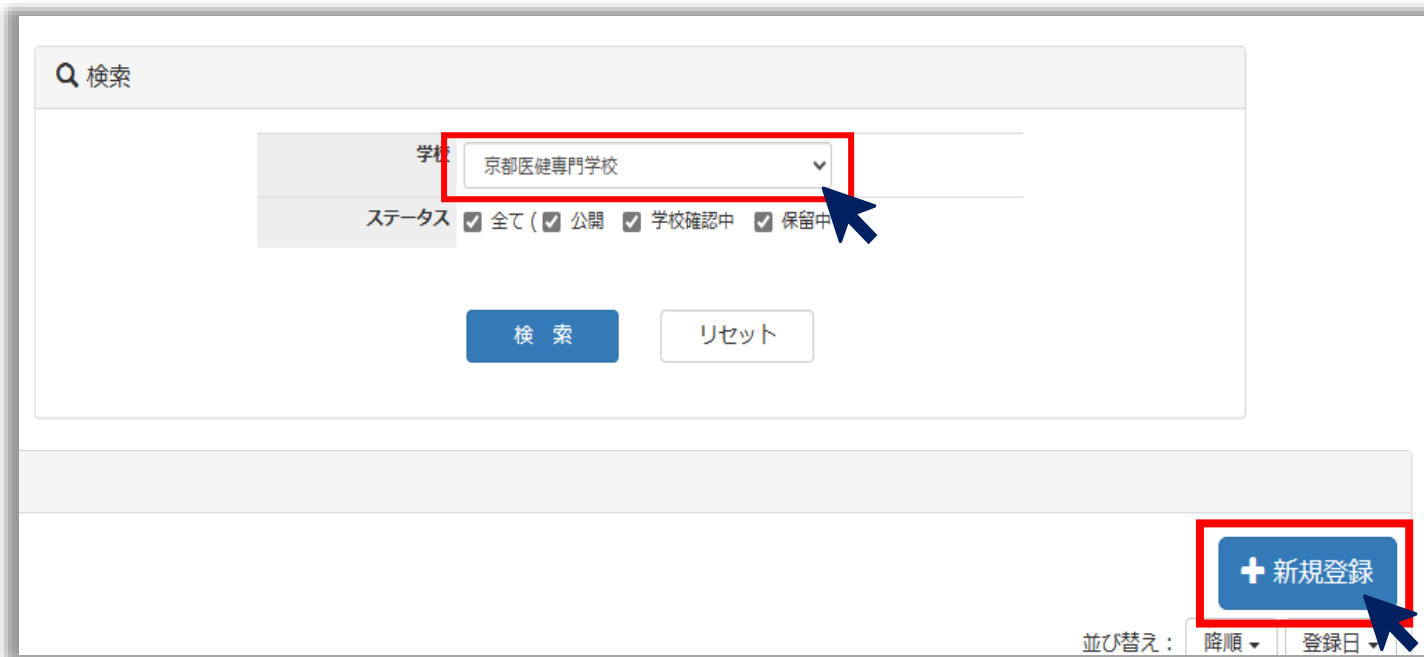 検索
学校 京都医健専門学校
ステータス 全て ( 公開 学校確認中 保留中
検 索 リセット
新規登録
並び替え： 降順 登録日